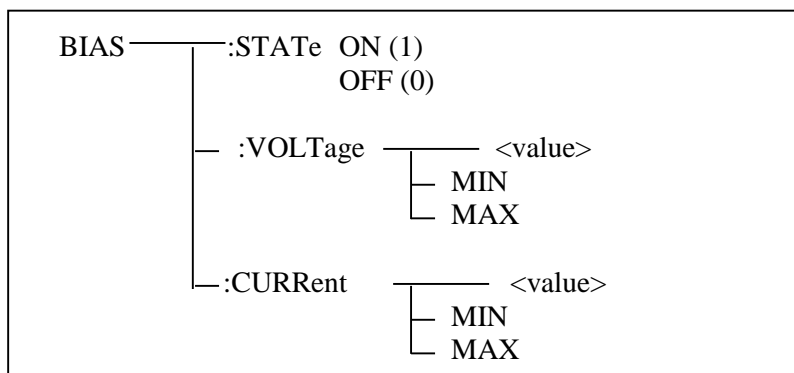 BIAS :STATe ON (1)
OFF (0)
:VOLTage <value>
MIN
MAX
:CURRent <value>
MIN
MAX